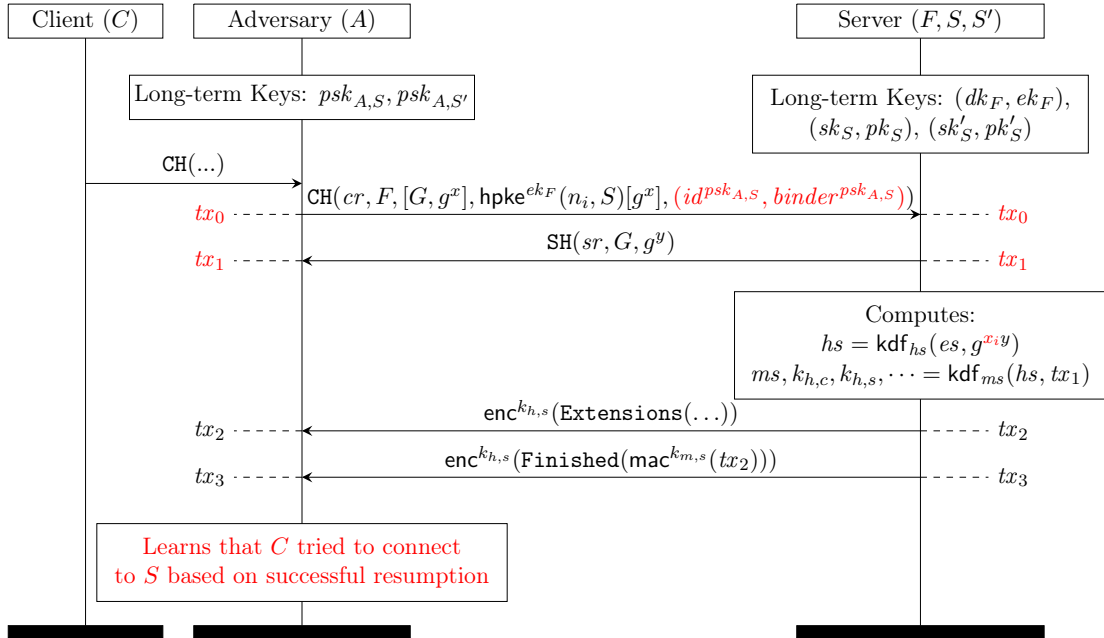 Client (C)
Adversary (A)
Server (F, S, S′)
Long-term Keys: psk_{A,S}, psk_{A,S′}
Long-term Keys: (dk_F, ek_F),
(sk_S, pk_S), (sk′_S, pk′_S)
CH(...)
CH(cr, F, [G, g^x], hpke^{ek_F}(n_i, S)[g^x], (id^{psk_{A,S}}, binder^{psk_{A,S}}))
tx_0
tx_0
SH(sr, G, g^y)
tx_1
tx_1
Computes:
hs = kdf_{hs}(es, g^{x_i y})
ms, k_{h,c}, k_{h,s}, ⋯ = kdf_{ms}(hs, tx_1)
enc^{k_{h,s}}(Extensions(...))
tx_2
tx_2
enc^{k_{h,s}}(Finished(mac^{k_{m,s}}(tx_2)))
tx_3
tx_3
Learns that C tried to connect
to S based on successful resumption